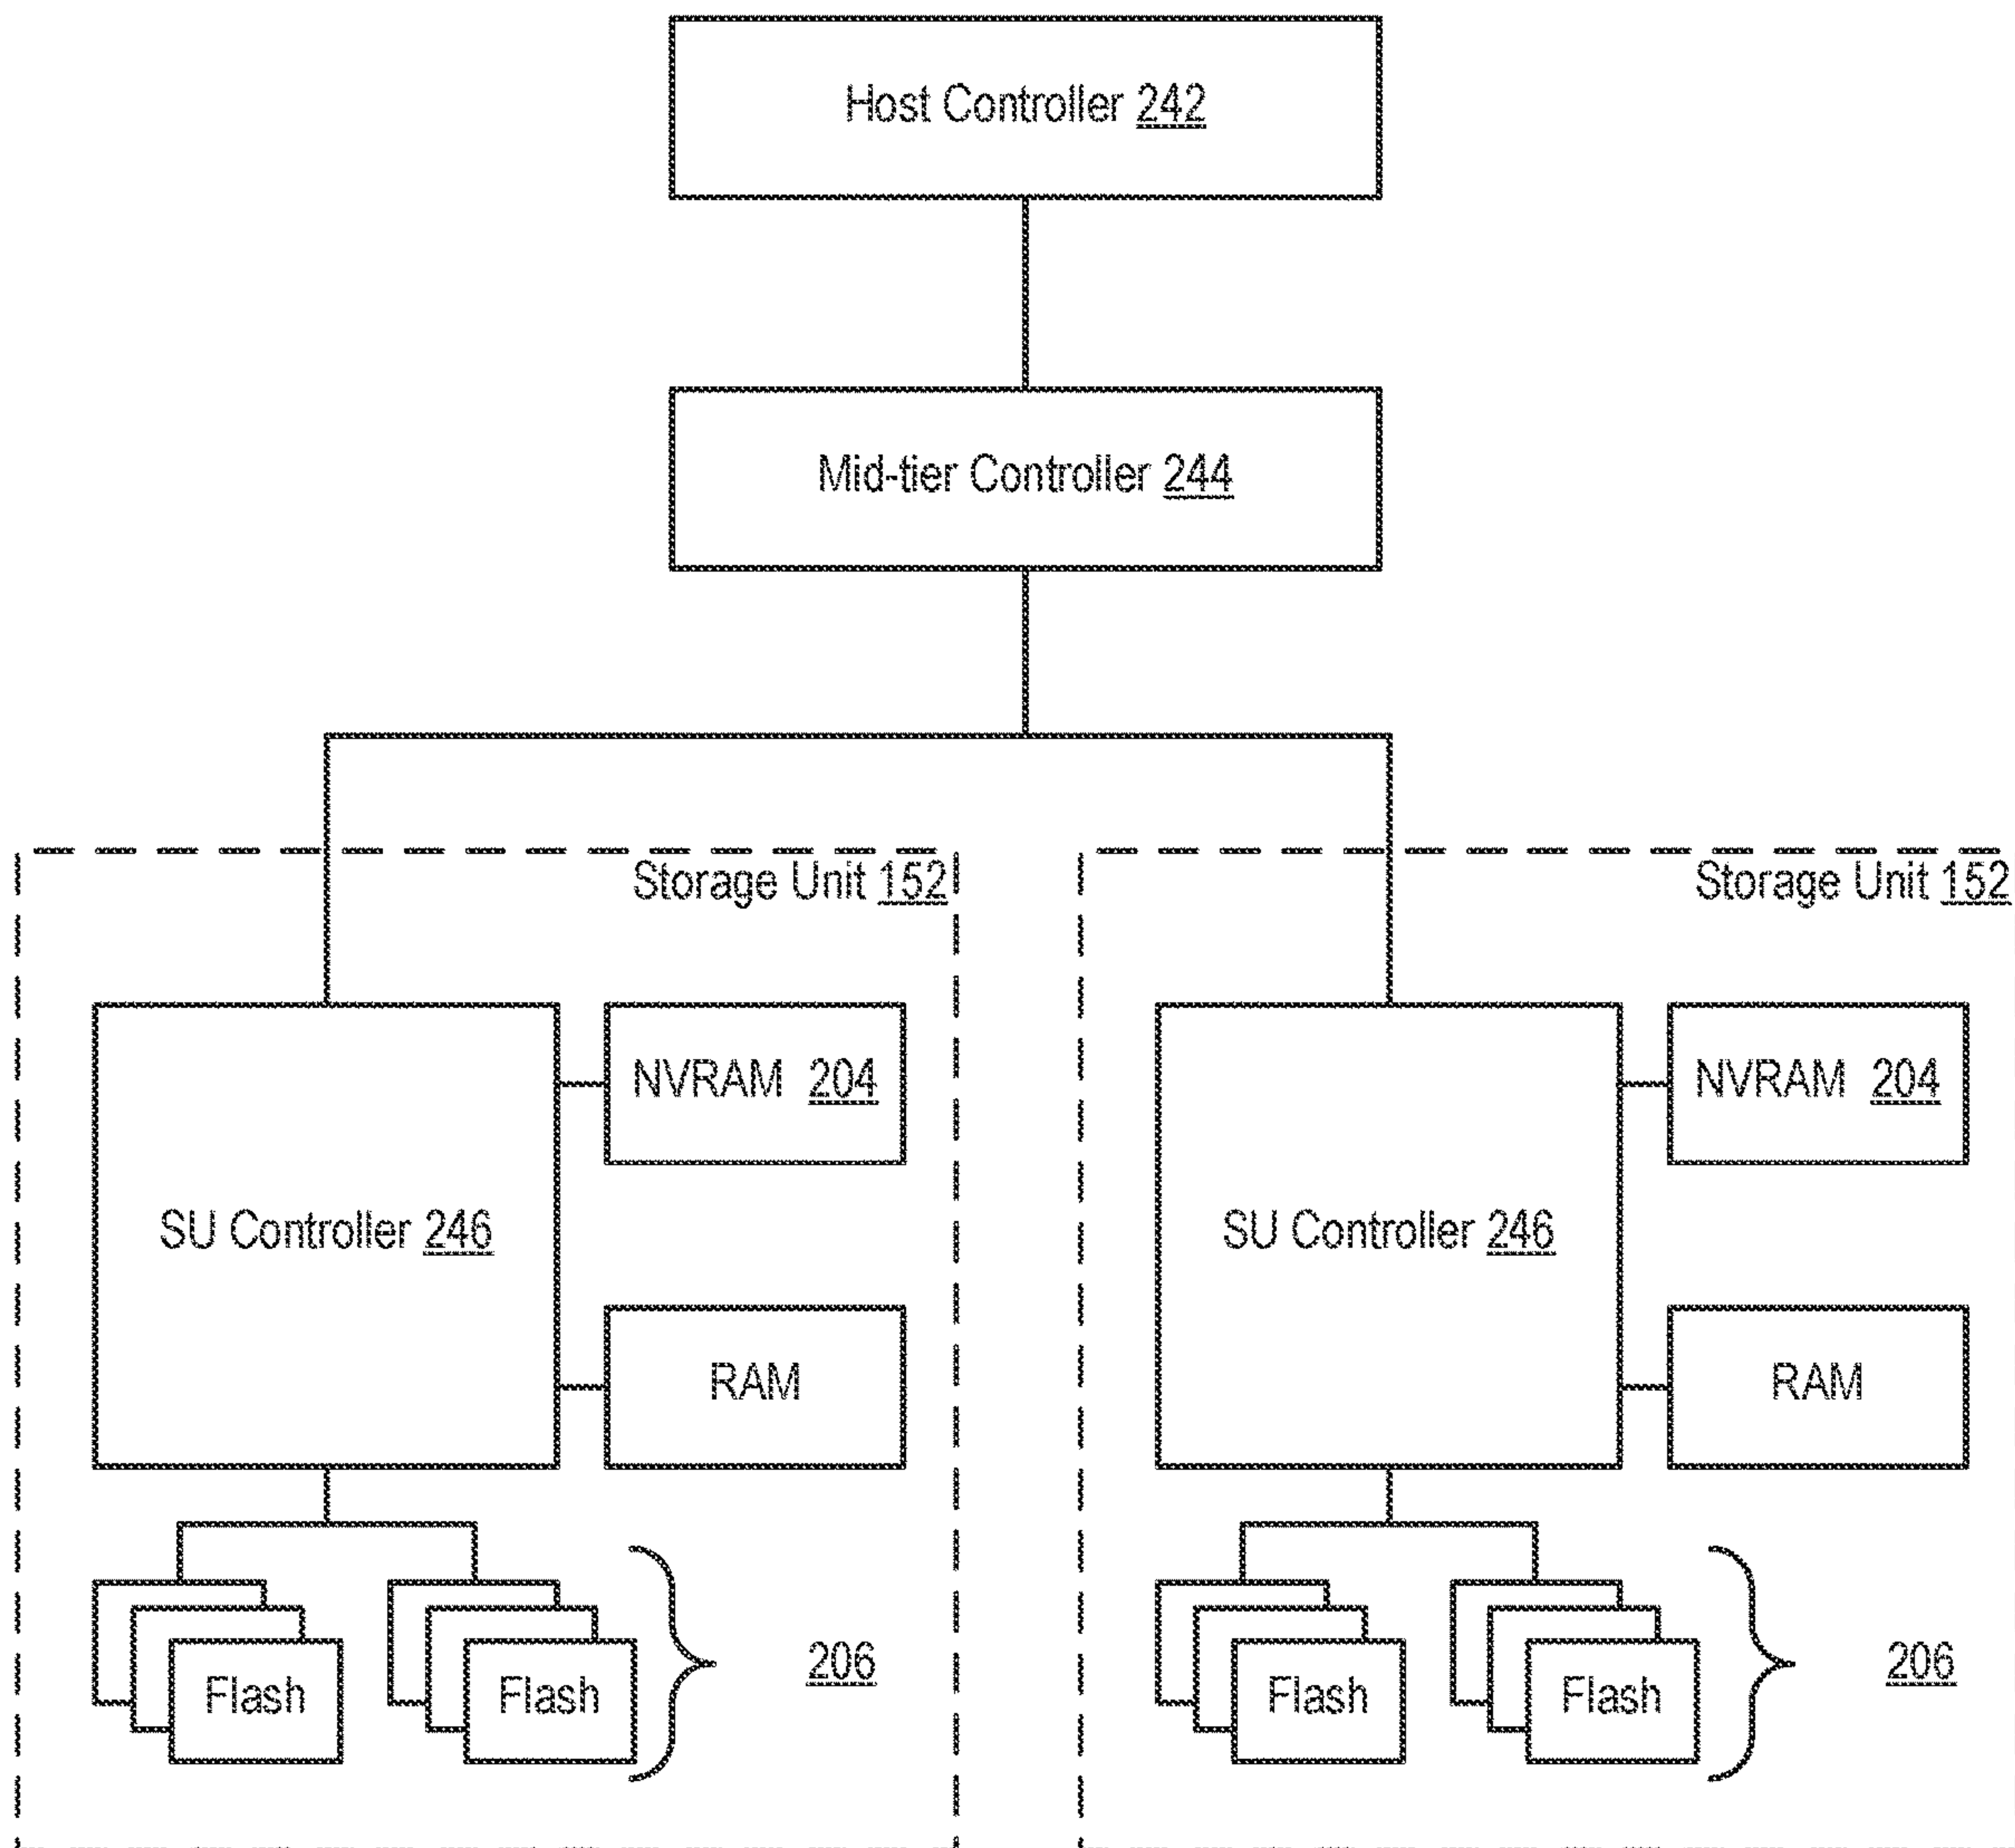 Host Controller 242
Mid-tier Controller 244
Storage Unit 152
Storage Unit 152
NVRAM 204
NVRAM 204
SU Controller 246
SU Controller 246
RAM
RAM
Flash
Flash
206
Flash
Flash
206